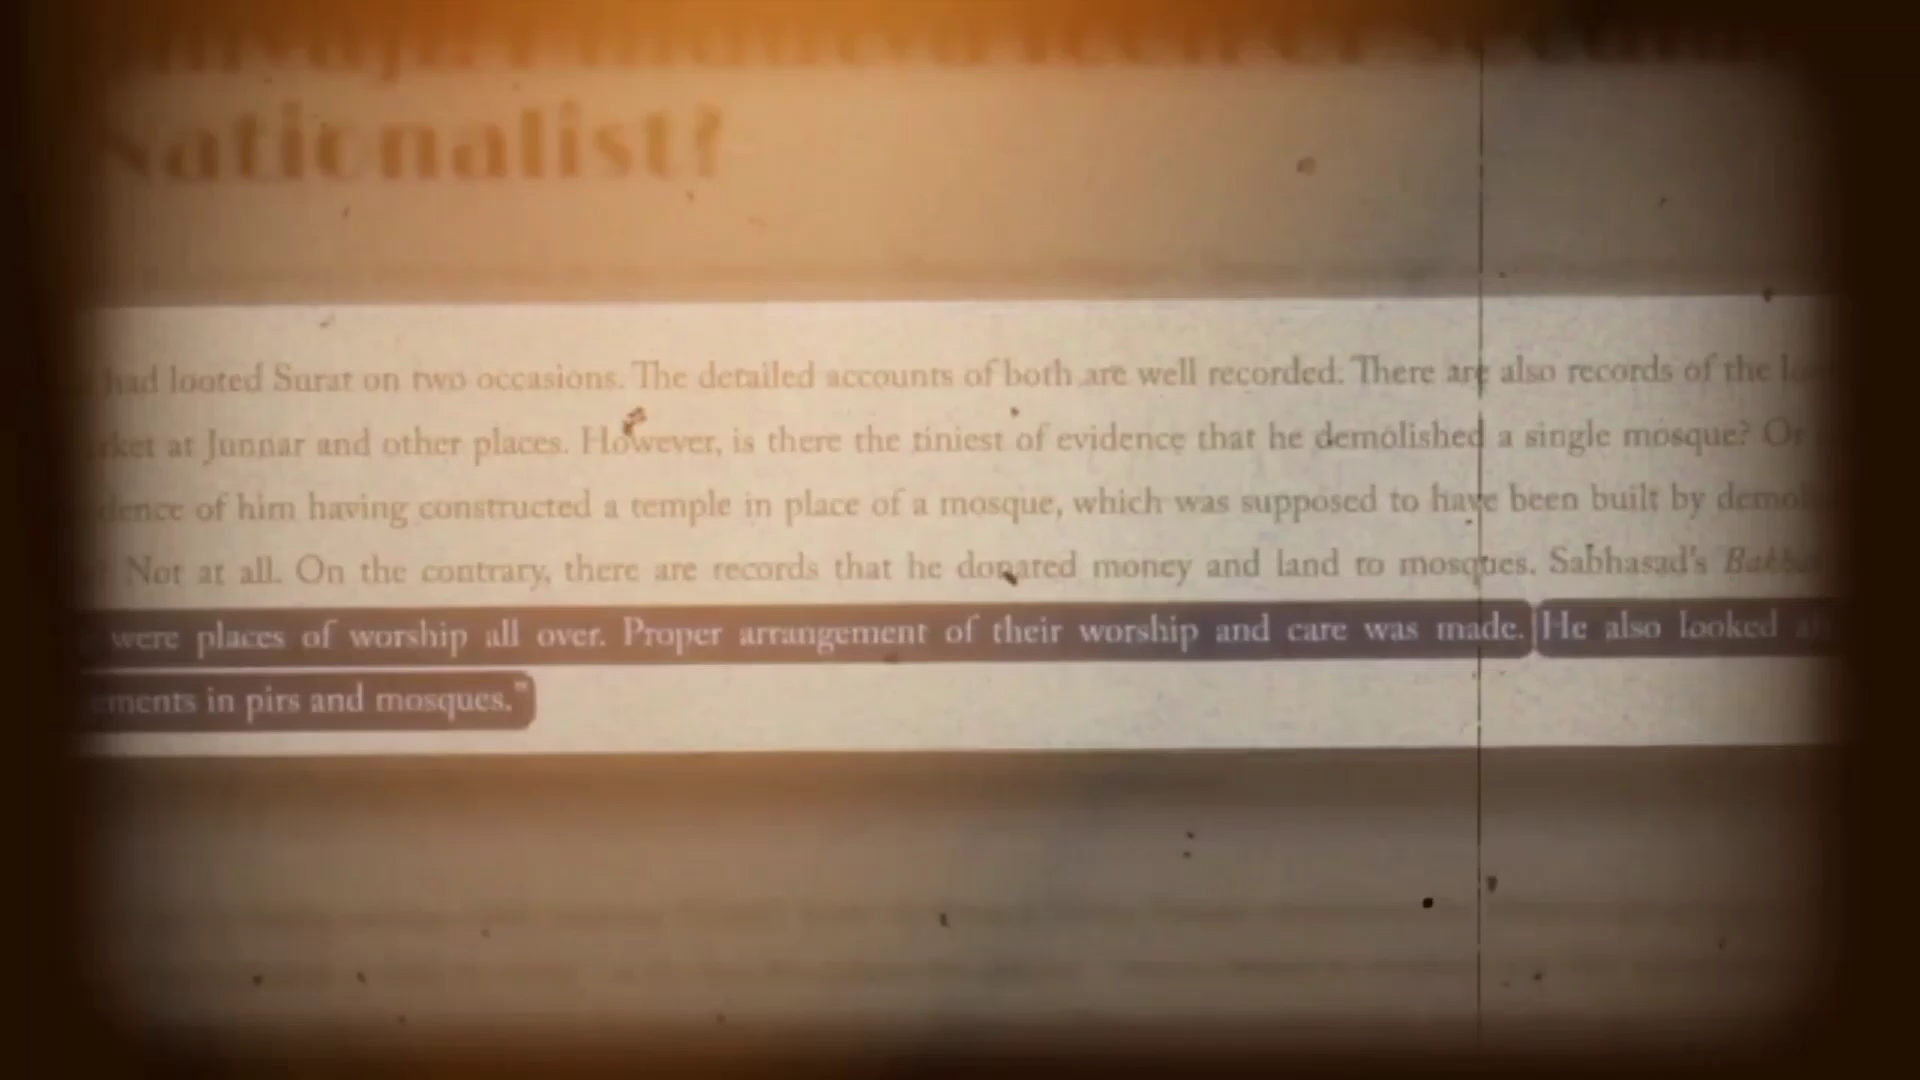 Nationalist?
had looted Surat on two occasions. The detailed accounts of both are well recorded. There are also records of the
at Junnar and other places. However, is there the tiniest of evidence that he demolished a single mosque? Or
of him having constructed a temple in place of a mosque, which was supposed to have been built by
Not at all. On the contrary, there are records that he donated money and land to mosques. Sabhasad's
were places of worship all over. Proper arrangement of their worship and care was made. He also looked
ements in pirs and mosques."